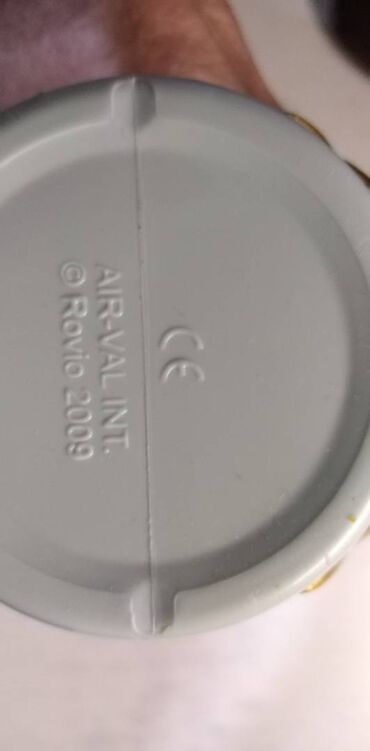 CE
AIR-VAL INT.
© Rovio 2009